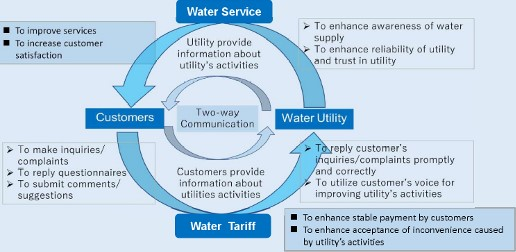 Water Service
■ To improve services
■ To increase customer
satisfaction
Utility provide
information about
utility's activities
➢ To enhance awareness of water
supply
➢ To enhance reliability of utility
and trust in utility
Customers
Two-way
Communication
Water Utility
➢ To make inquiries/
complaints
➢ To reply questionnaires
➢ To submit comments/
suggestions
Customers provide
information about
utilities activities
➢ To reply customer's
inquiries/complaints promptly
and correctly
➢ To utilize customer's voice for
improving utility's activities
Water Tariff
■ To enhance stable payment by customers
■ To enhance acceptance of inconvenience caused
by utility's activities